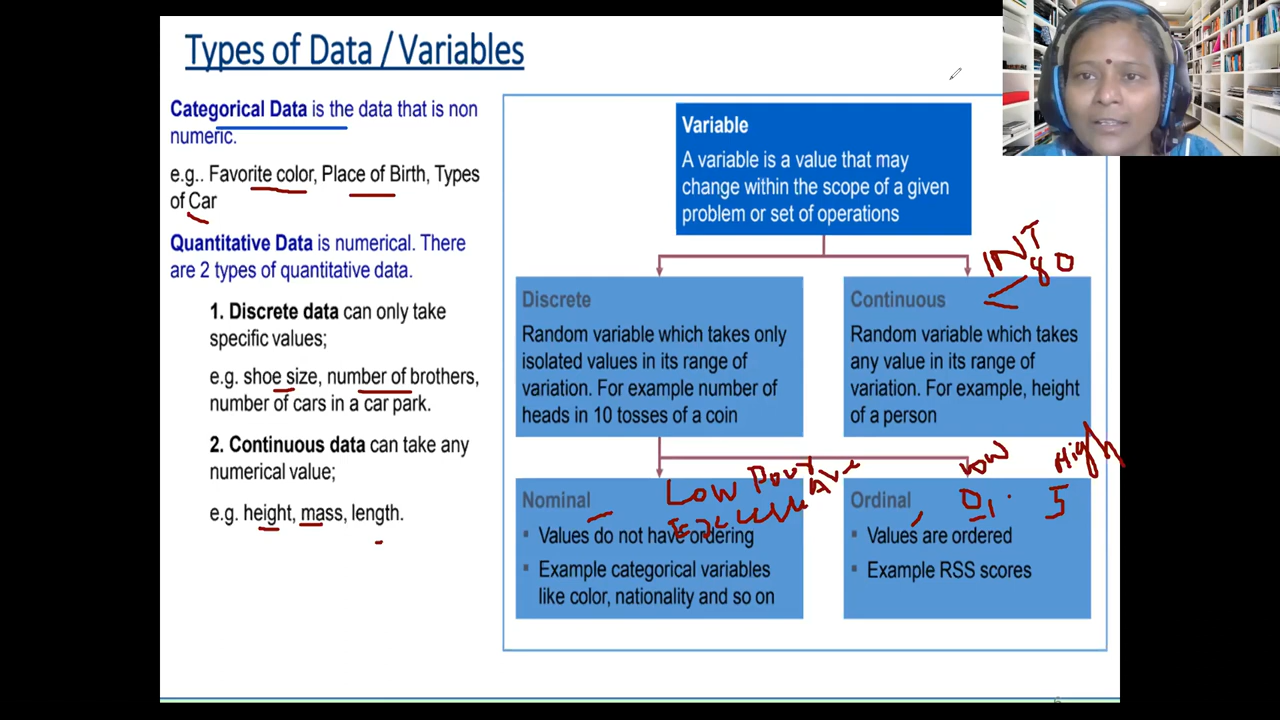 Types of Data / Variables
Categorical Data is the data that is non
numeric.
e.g.. Favorite color, Place of Birth, Types
of Car
Quantitative Data is numerical. There
are 2 types of quantitative data.
1. Discrete data can only take
specific values;
e.g. shoe size, number of brothers,
number of cars in a car park.
2. Continuous data can take any
numerical value;
e.g. height, mass, length.
Variable
A variable is a value that may
change within the scope of a given
problem or set of operations
Discrete
Random variable which takes only
isolated values in its range of
variation. For example number of
heads in 10 tosses of a coin
INT
< 80
Continuous
Random variable which takes
any value in its range of
variation. For example, height
of a person
Nominal
LOW
Values do not have ordering
Example categorical variables
like color, nationality and so on
Low
High
Ordinal
0 1
5
Values are ordered
Example RSS scores